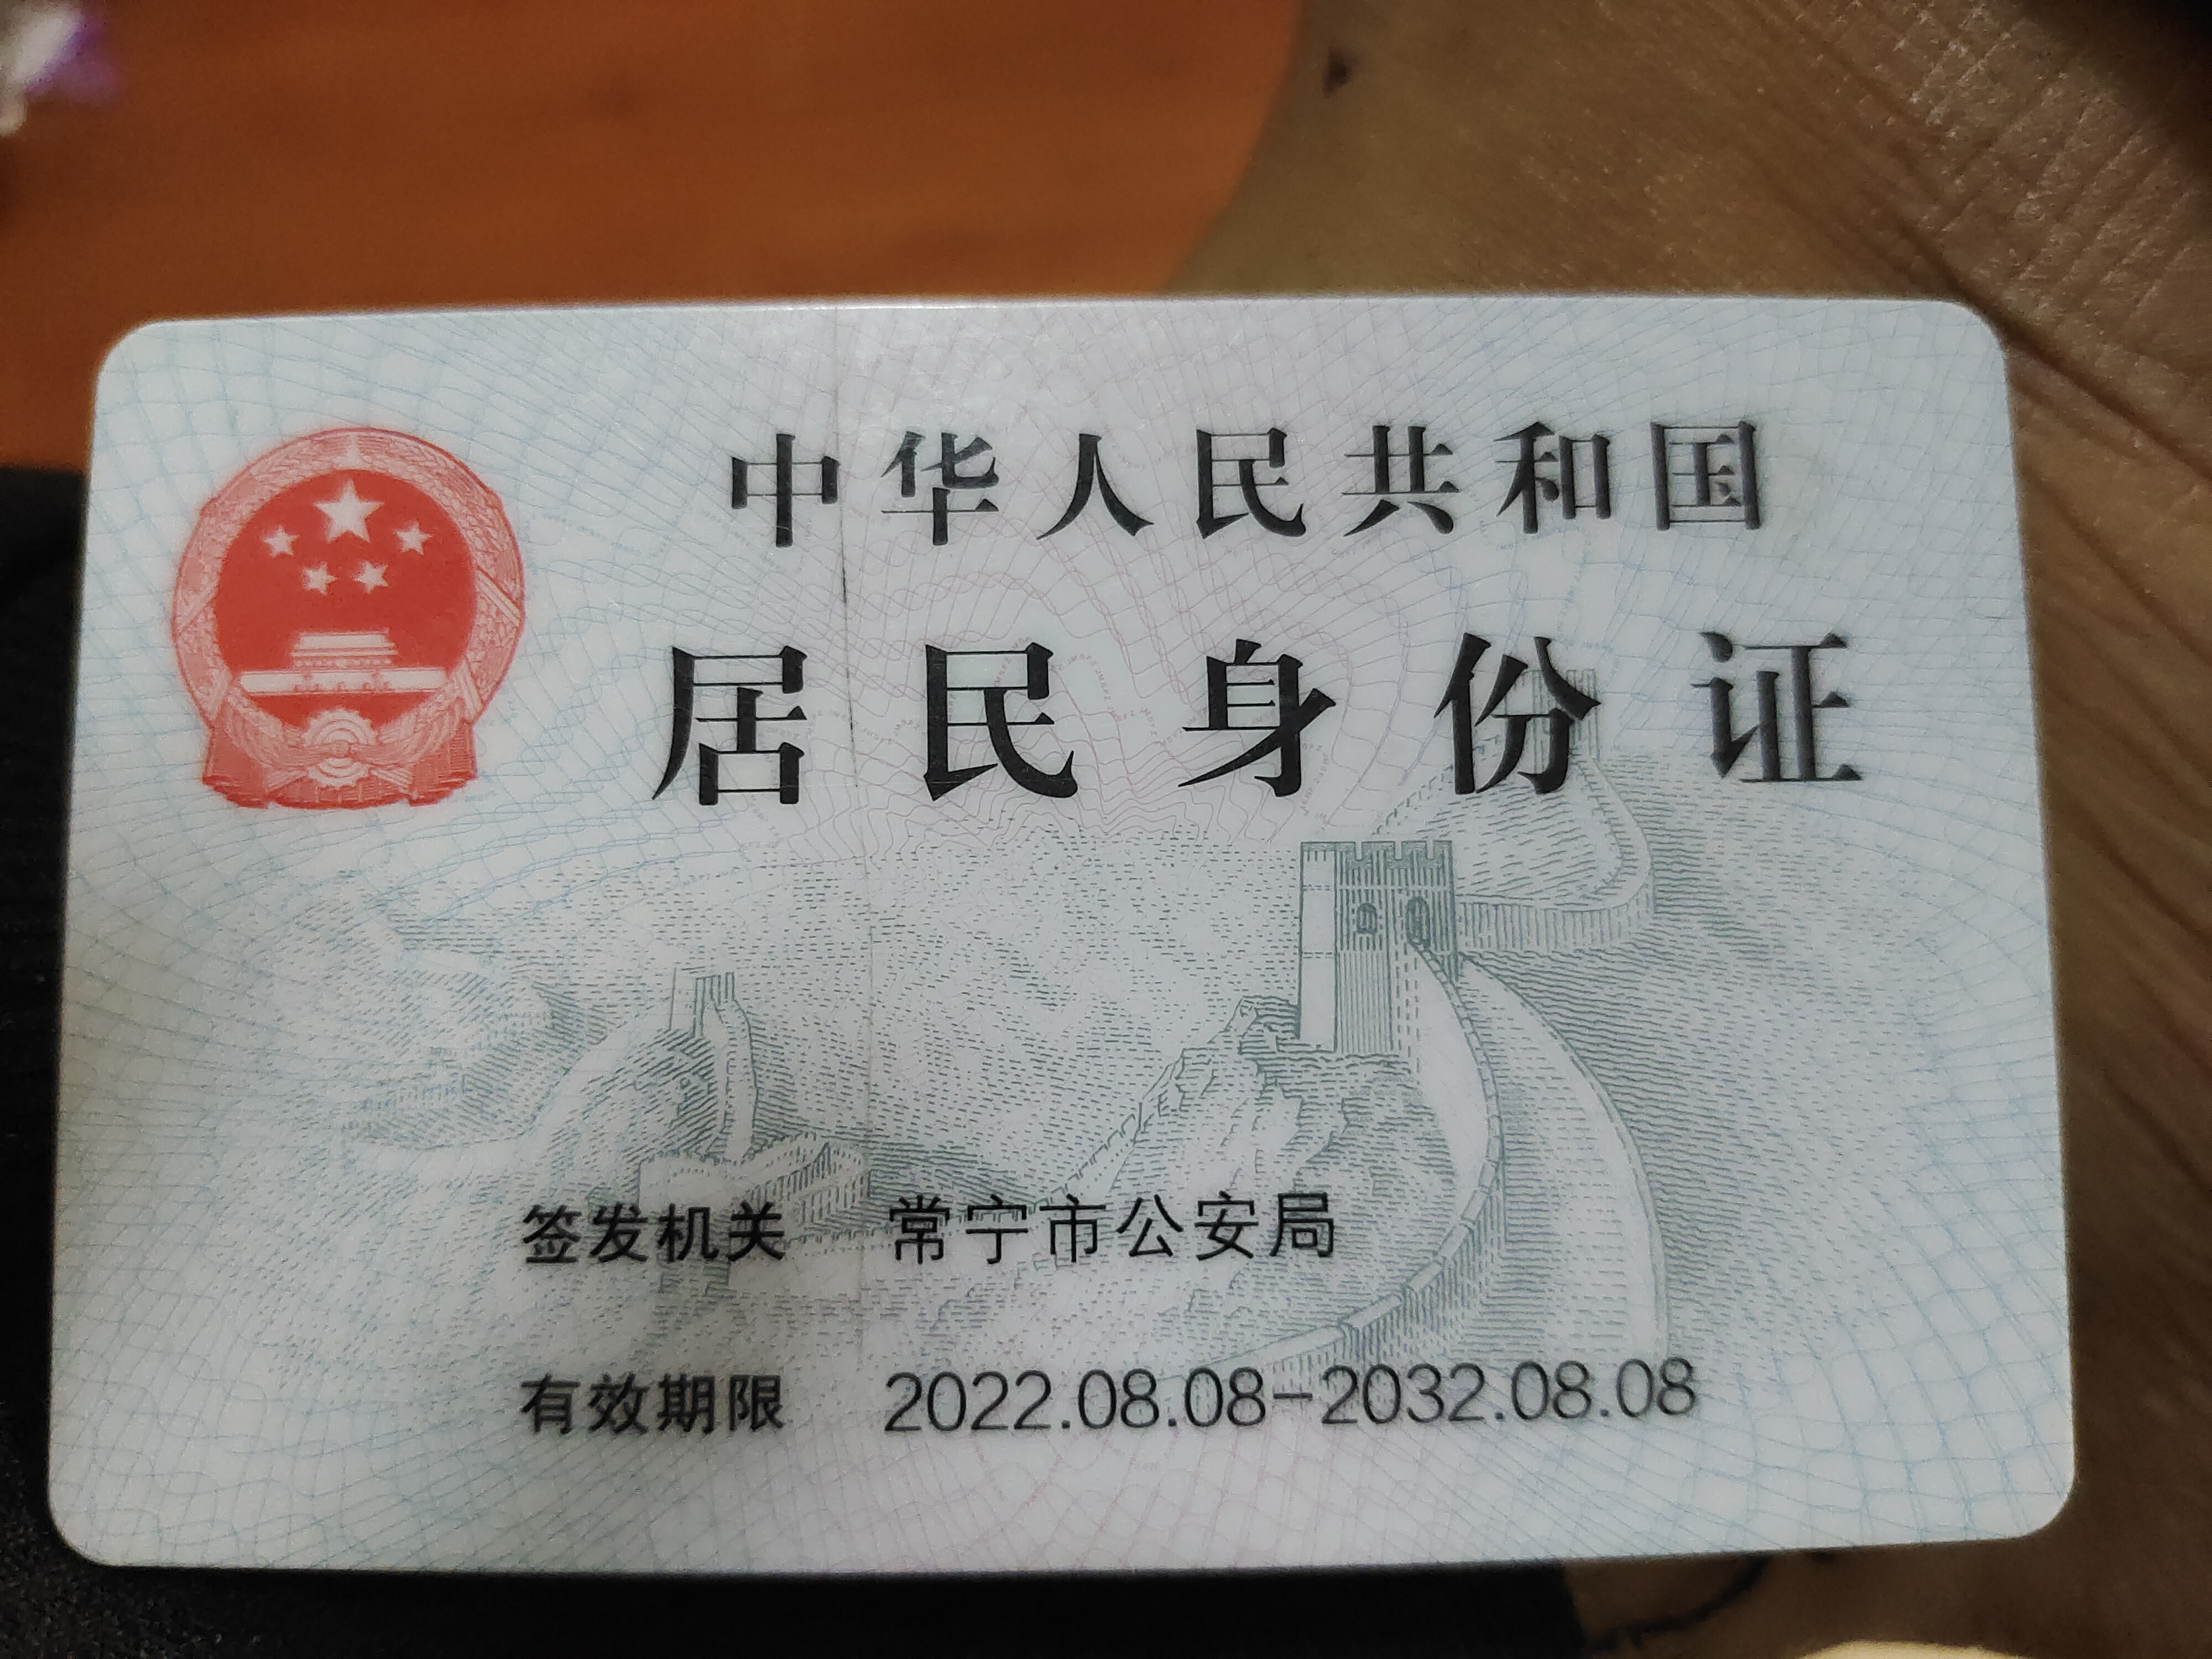 中华人民共和国
居民身份证
签发机关 常宁市公安局
有效期限 2022.08.08-2032.08.08